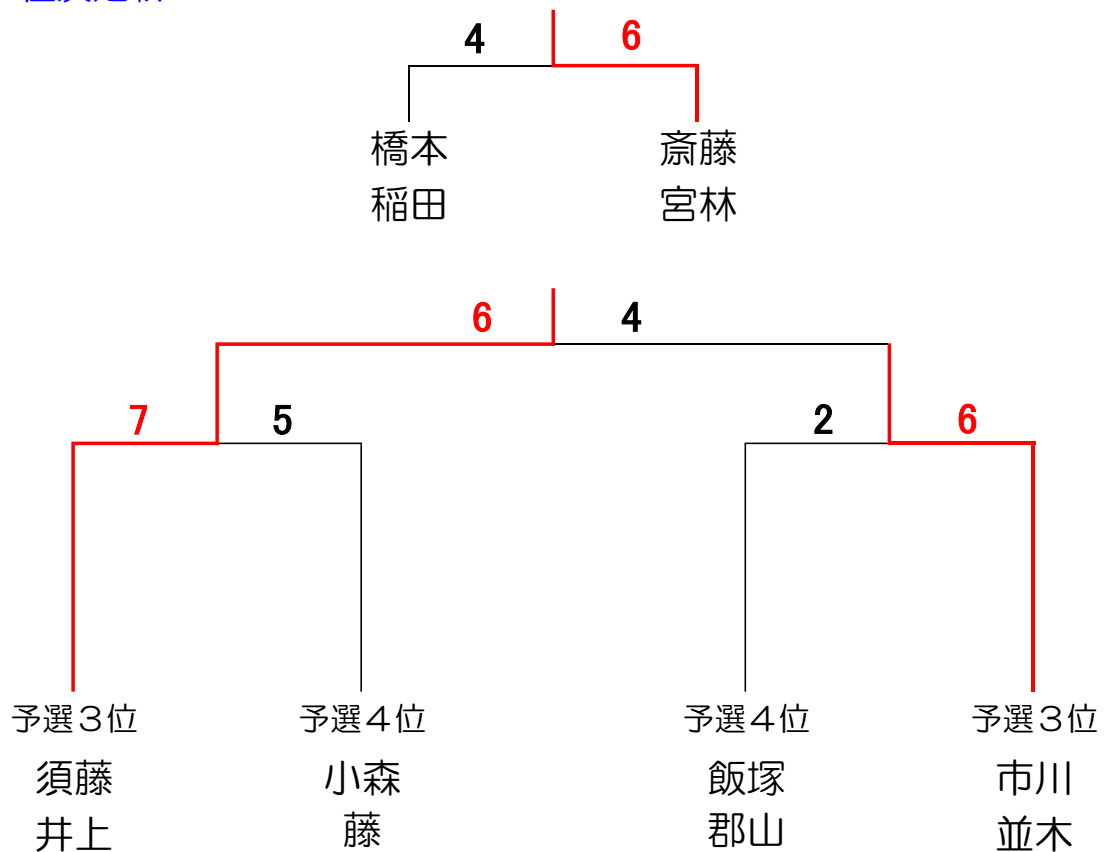 4 6
橋本 斎藤
稲田 宮林
6 4
7 5 2 6
予選3位 予選4位 予選4位 予選3位
須藤 小森 飯塚 市川
井上 藤 郡山 並木